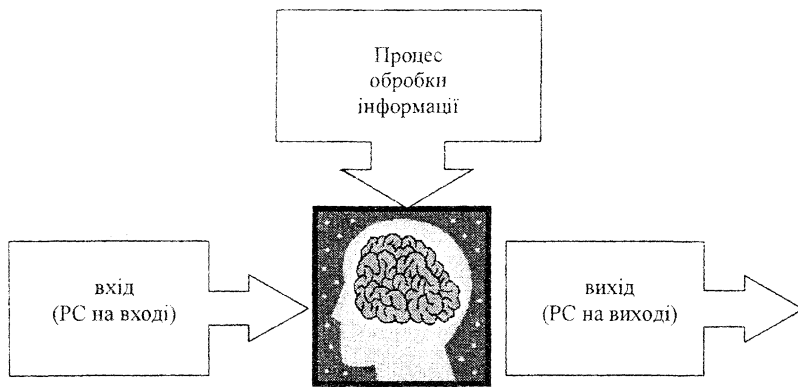 Процес
обробки
інформації
вхід
(РС на вході)
вихід
(РС на виході)